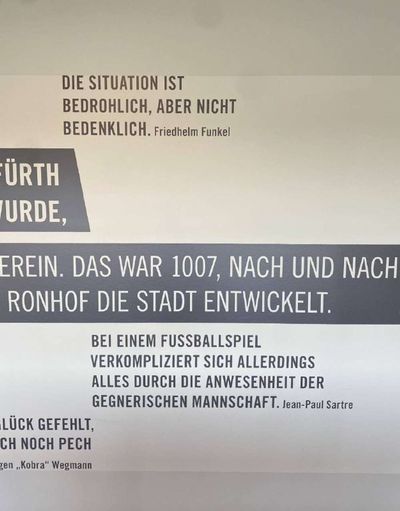 DIE SITUATION IST
BEDROHLICH, ABER NICHT
BEDENKLICH. Friedhelm Funkel
FÜRTH
WURDE,
EREIN. DAS WAR 1007, NACH UND NACH
RONHOF DIE STADT ENTWICKELT.
BEI EINEM FUSSBALLSPIEL
VERKOMPLIZIERT SICH ALLERDINGS
ALLES DURCH DIE ANWESENHEIT DER
GEGNERISCHEN MANNSCHAFT. Jean-Paul Sartre
GLÜCK GEFEHLT,
CH NOCH PECH
gen „Kobra“ Wegmann